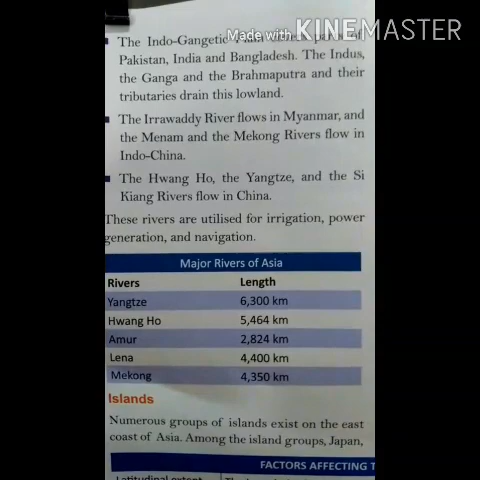 Made with KINEMASTER
The Indo-Gangetic
Pakistan, India and Bangladesh. The Indus,
the Ganga and the Brahmaputra and their
tributaries drain this lowland.
The Irrawaddy River flows in Myanmar, and
the Menam and the Mekong Rivers flow in
Indo-China.
The Hwang Ho, the Yangtze, and the Si
Kiang Rivers flow in China.
These rivers are utilised for irrigation, power
generation, and navigation.
Major Rivers of Asia
Rivers Length
Yangtze 6,300 km
Hwang Ho 5,464 km
Amur 2,824 km
Lena 4,400 km
Mekong 4,350 km
Islands
Numerous groups of islands exist on the east
coast of Asia. Among the island groups, Japan,
FACTORS AFFECTING T
Latitudinal extent